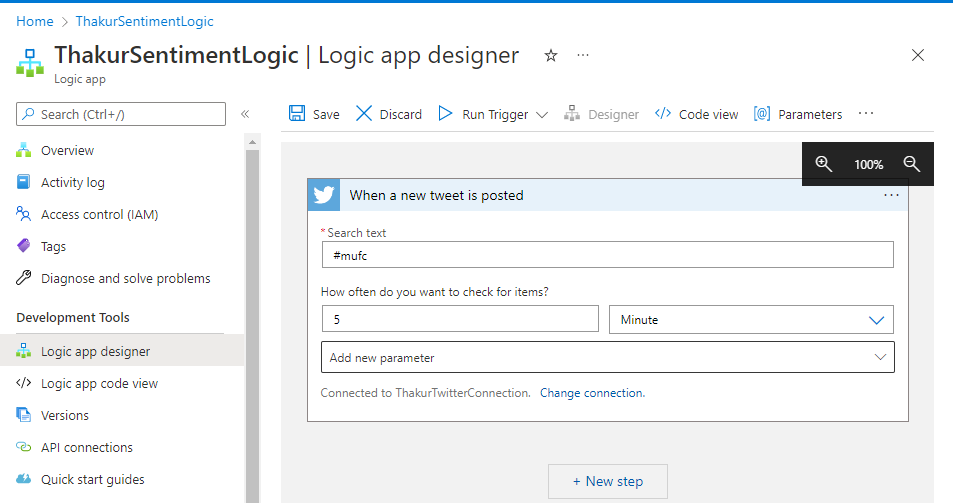 Home > ThakurSentimentLogic
ThakurSentimentLogic | Logic app designer ...
Logic app
Search (Ctrl+/)
«
Overview
Activity log
Access control (IAM)
Tags
Diagnose and solve problems
Development Tools
Logic app designer
Logic app code view
Versions
API connections
Quick start guides
Save Discard Run Trigger Designer Code view Parameters ...
100%
When a new tweet is posted ...
*Search text
#mufc
How often do you want to check for items?
5 Minute
Add new parameter
Connected to ThakurTwitterConnection. Change connection.
+ New step